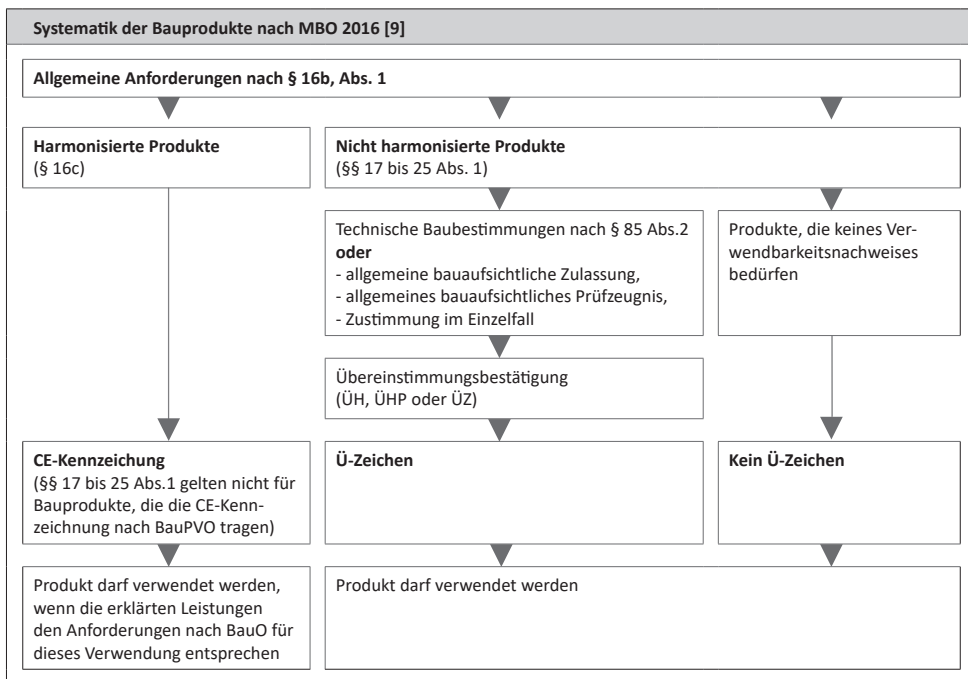 Systematik der Bauprodukte nach MBO 2016 [9]
Allgemeine Anforderungen nach § 16b, Abs. 1
Harmonisierte Produkte
(§ 16c)
Nicht harmonisierte Produkte
(§§ 17 bis 25 Abs. 1)
Technische Baubestimmungen nach § 85 Abs.2
oder
- allgemeine bauaufsichtliche Zulassung,
- allgemeines bauaufsichtliches Prüfzeugnis,
- Zustimmung im Einzelfall
Produkte, die keines Ver-
wendbarkeitsnachweises
bedürfen
Übereinstimmungsbestätigung
(ÜH, ÜHP oder ÜZ)
CE-Kennzeichung
(§§ 17 bis 25 Abs.1 gelten nicht für
Bauprodukte, die die CE-Kenn-
zeichnung nach BauPVO tragen)
Ü-Zeichen
Kein Ü-Zeichen
Produkt darf verwendet werden,
wenn die erklärten Leistungen
den Anforderungen nach BauO für
dieses Verwendung entsprechen
Produkt darf verwendet werden